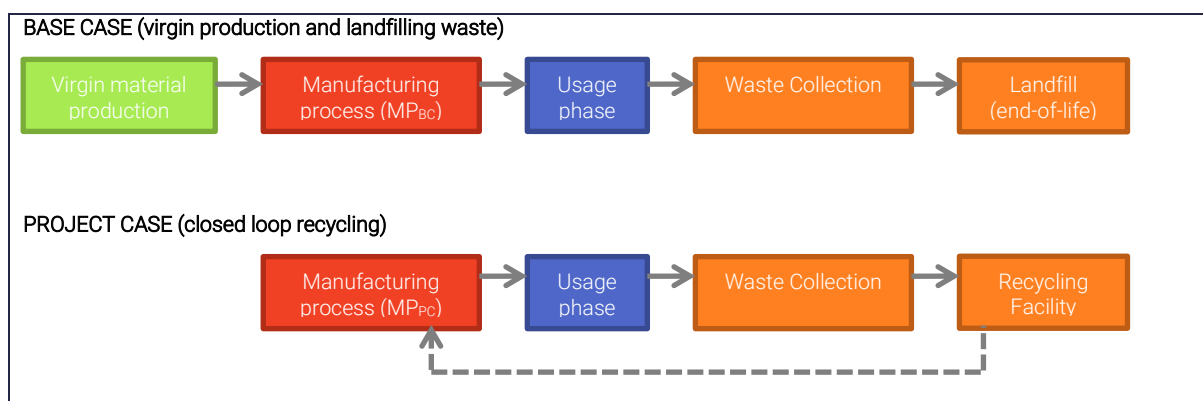 BASE CASE (virgin production and landfilling waste)
Virgin material
production
Manufacturing
process (MPBC)
Usage
phase
Waste Collection
Landfill
(end-of-life)
PROJECT CASE (closed loop recycling)
Manufacturing
process (MPPC)
Usage
phase
Waste Collection
Recycling
Facility